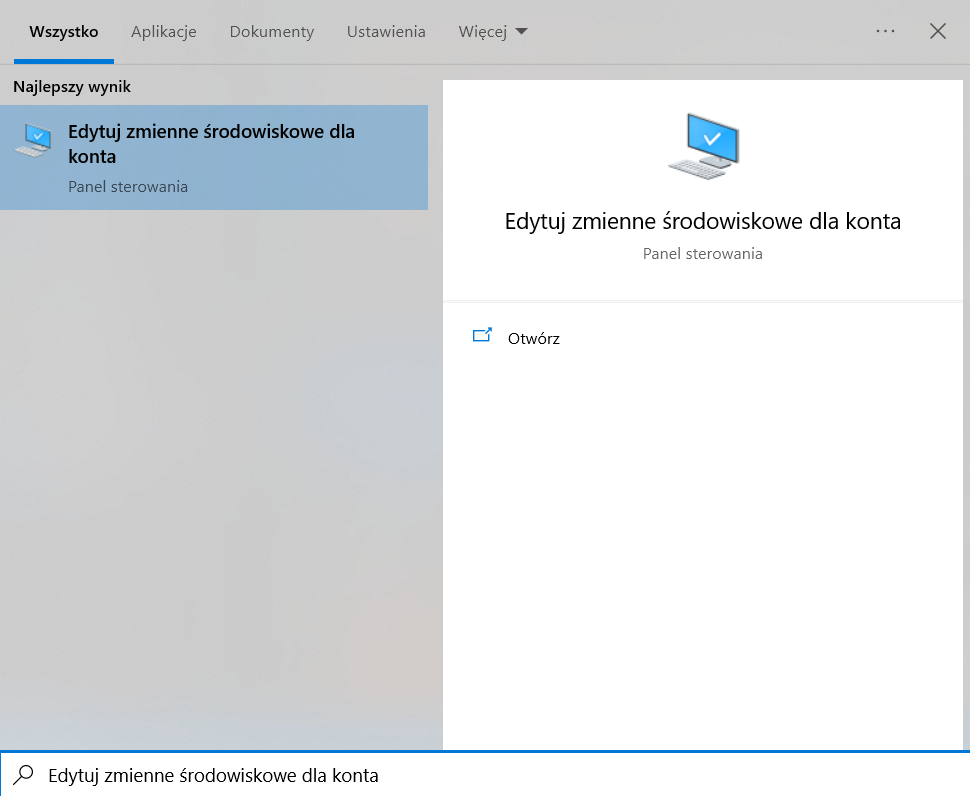 Wszystko Aplikacje Dokumenty Ustawienia Więcej
Najlepszy wynik
Edytuj zmienne środowiskowe dla
konta
Panel sterowania
Edytuj zmienne środowiskowe dla konta
Panel sterowania
Otwórz
Edytuj zmienne środowiskowe dla konta